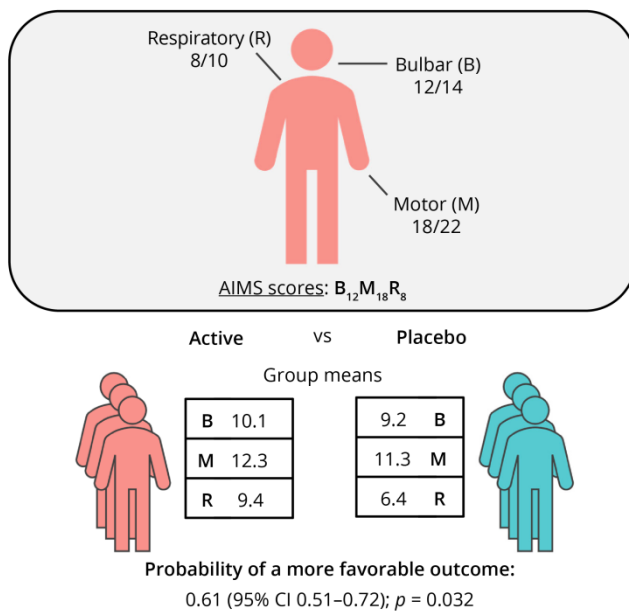 Respiratory (R)
8/10
Bulbar (B)
12/14
Motor (M)
18/22
AIMS scores: B₁₂M₁₈R₈
Active vs Placebo
Group means
B 10.1
M 12.3
R 9.4
9.2 B
11.3 M
6.4 R
Probability of a more favorable outcome:
0.61 (95% CI 0.51–0.72); p = 0.032